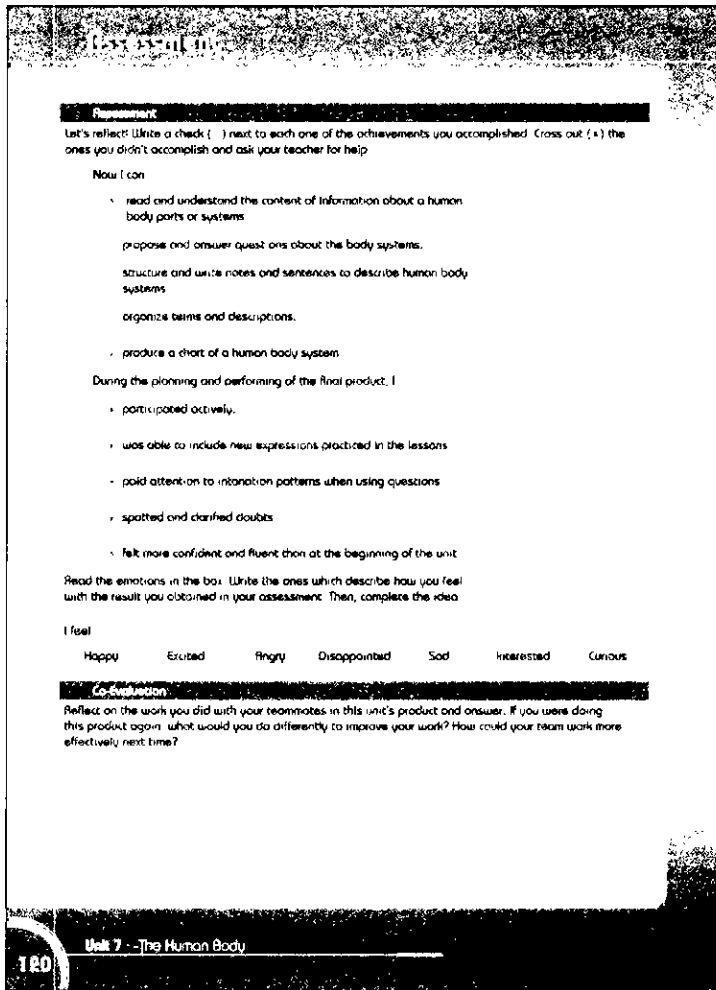 Assessment
Assessment
Let's reflect! Write a check ( ) next to each one of the achievements you accomplished. Cross out ( x ) the
ones you didn't accomplish and ask your teacher for help
Now I can
read and understand the content of information about a human
body parts or systems
propose and answer quest ons about the body systems.
structure and write notes and sentences to describe human body
systems
organize terms and descriptions.
produce a chart of a human body system
During the planning and performing of the final product, I
participated actively.
was able to include new expressions practiced in the lessons
paid attention to intonation patterns when using questions
spotted and clarified doubts
felt more confident and fluent than at the beginning of the unit
Read the emotions in the box. Write the ones which describe how you feel
with the result you obtained in your assessment. Then, complete the idea
I feel
Happy Excited Angry Disappointed Sad Interested Curious
Co-Evaluation
Reflect on the work you did with your teammates in this unit's product and answer. If you were doing
this product again, what would you do differently to improve your work? How could your team work more
effectively next time?
Unit 7 - The Human Body
120